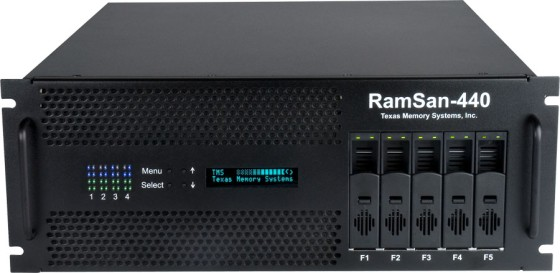 RamSan-440
Texas Memory Systems, Inc.
Menu
Select
1 2 3 4
TMS
Texas Memory Systems
F1 F2 F3 F4 F5